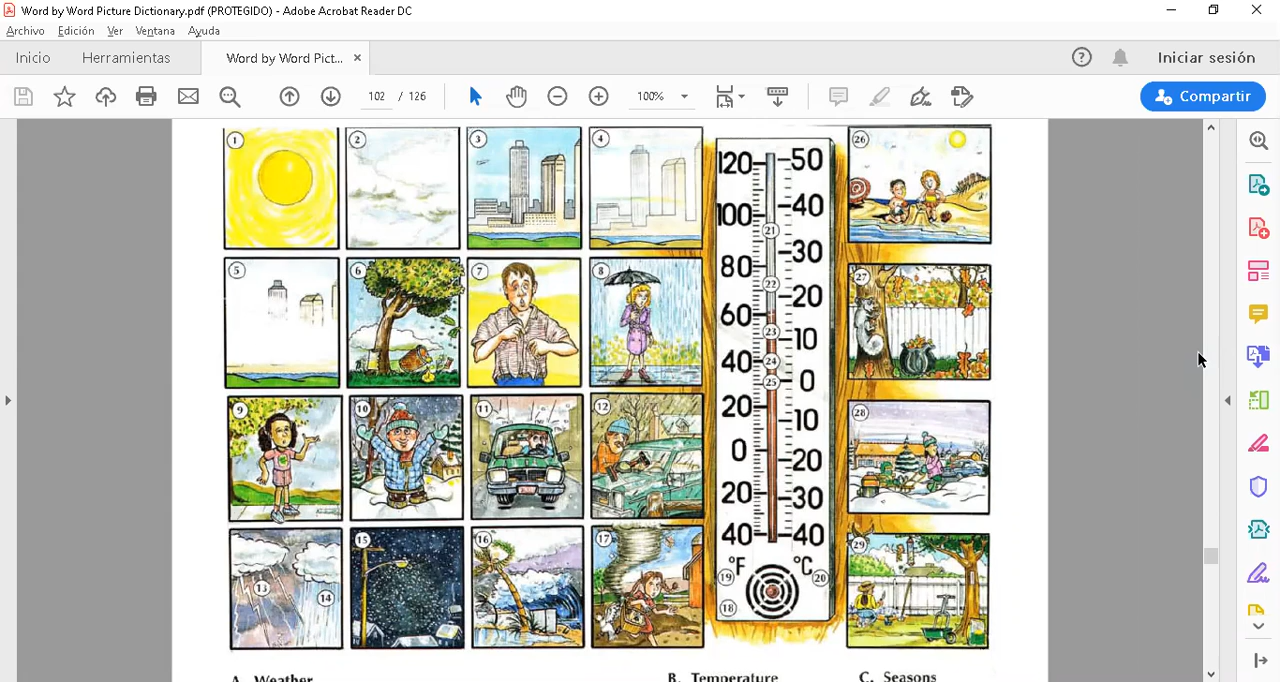 Word by Word Picture Dictionary.pdf (PROTEGIDO) - Adobe Acrobat Reader DC
Archivo Edición Ver Ventana Ayuda
Inicio Herramientas Word by Word Pict... Iniciar sesión
102 / 126 100% Compartir
1 2 3 4 26
120 50
100 40
21
30
80
5 6 7 8 27
22
20
60
23
10
40 24
25 0
20 10
9 10 11 12 28
0
20
20 30
40 40
13 14 15 16 17 29
°F °C
19 20
18
A. Weather B. Temperature C. Seasons